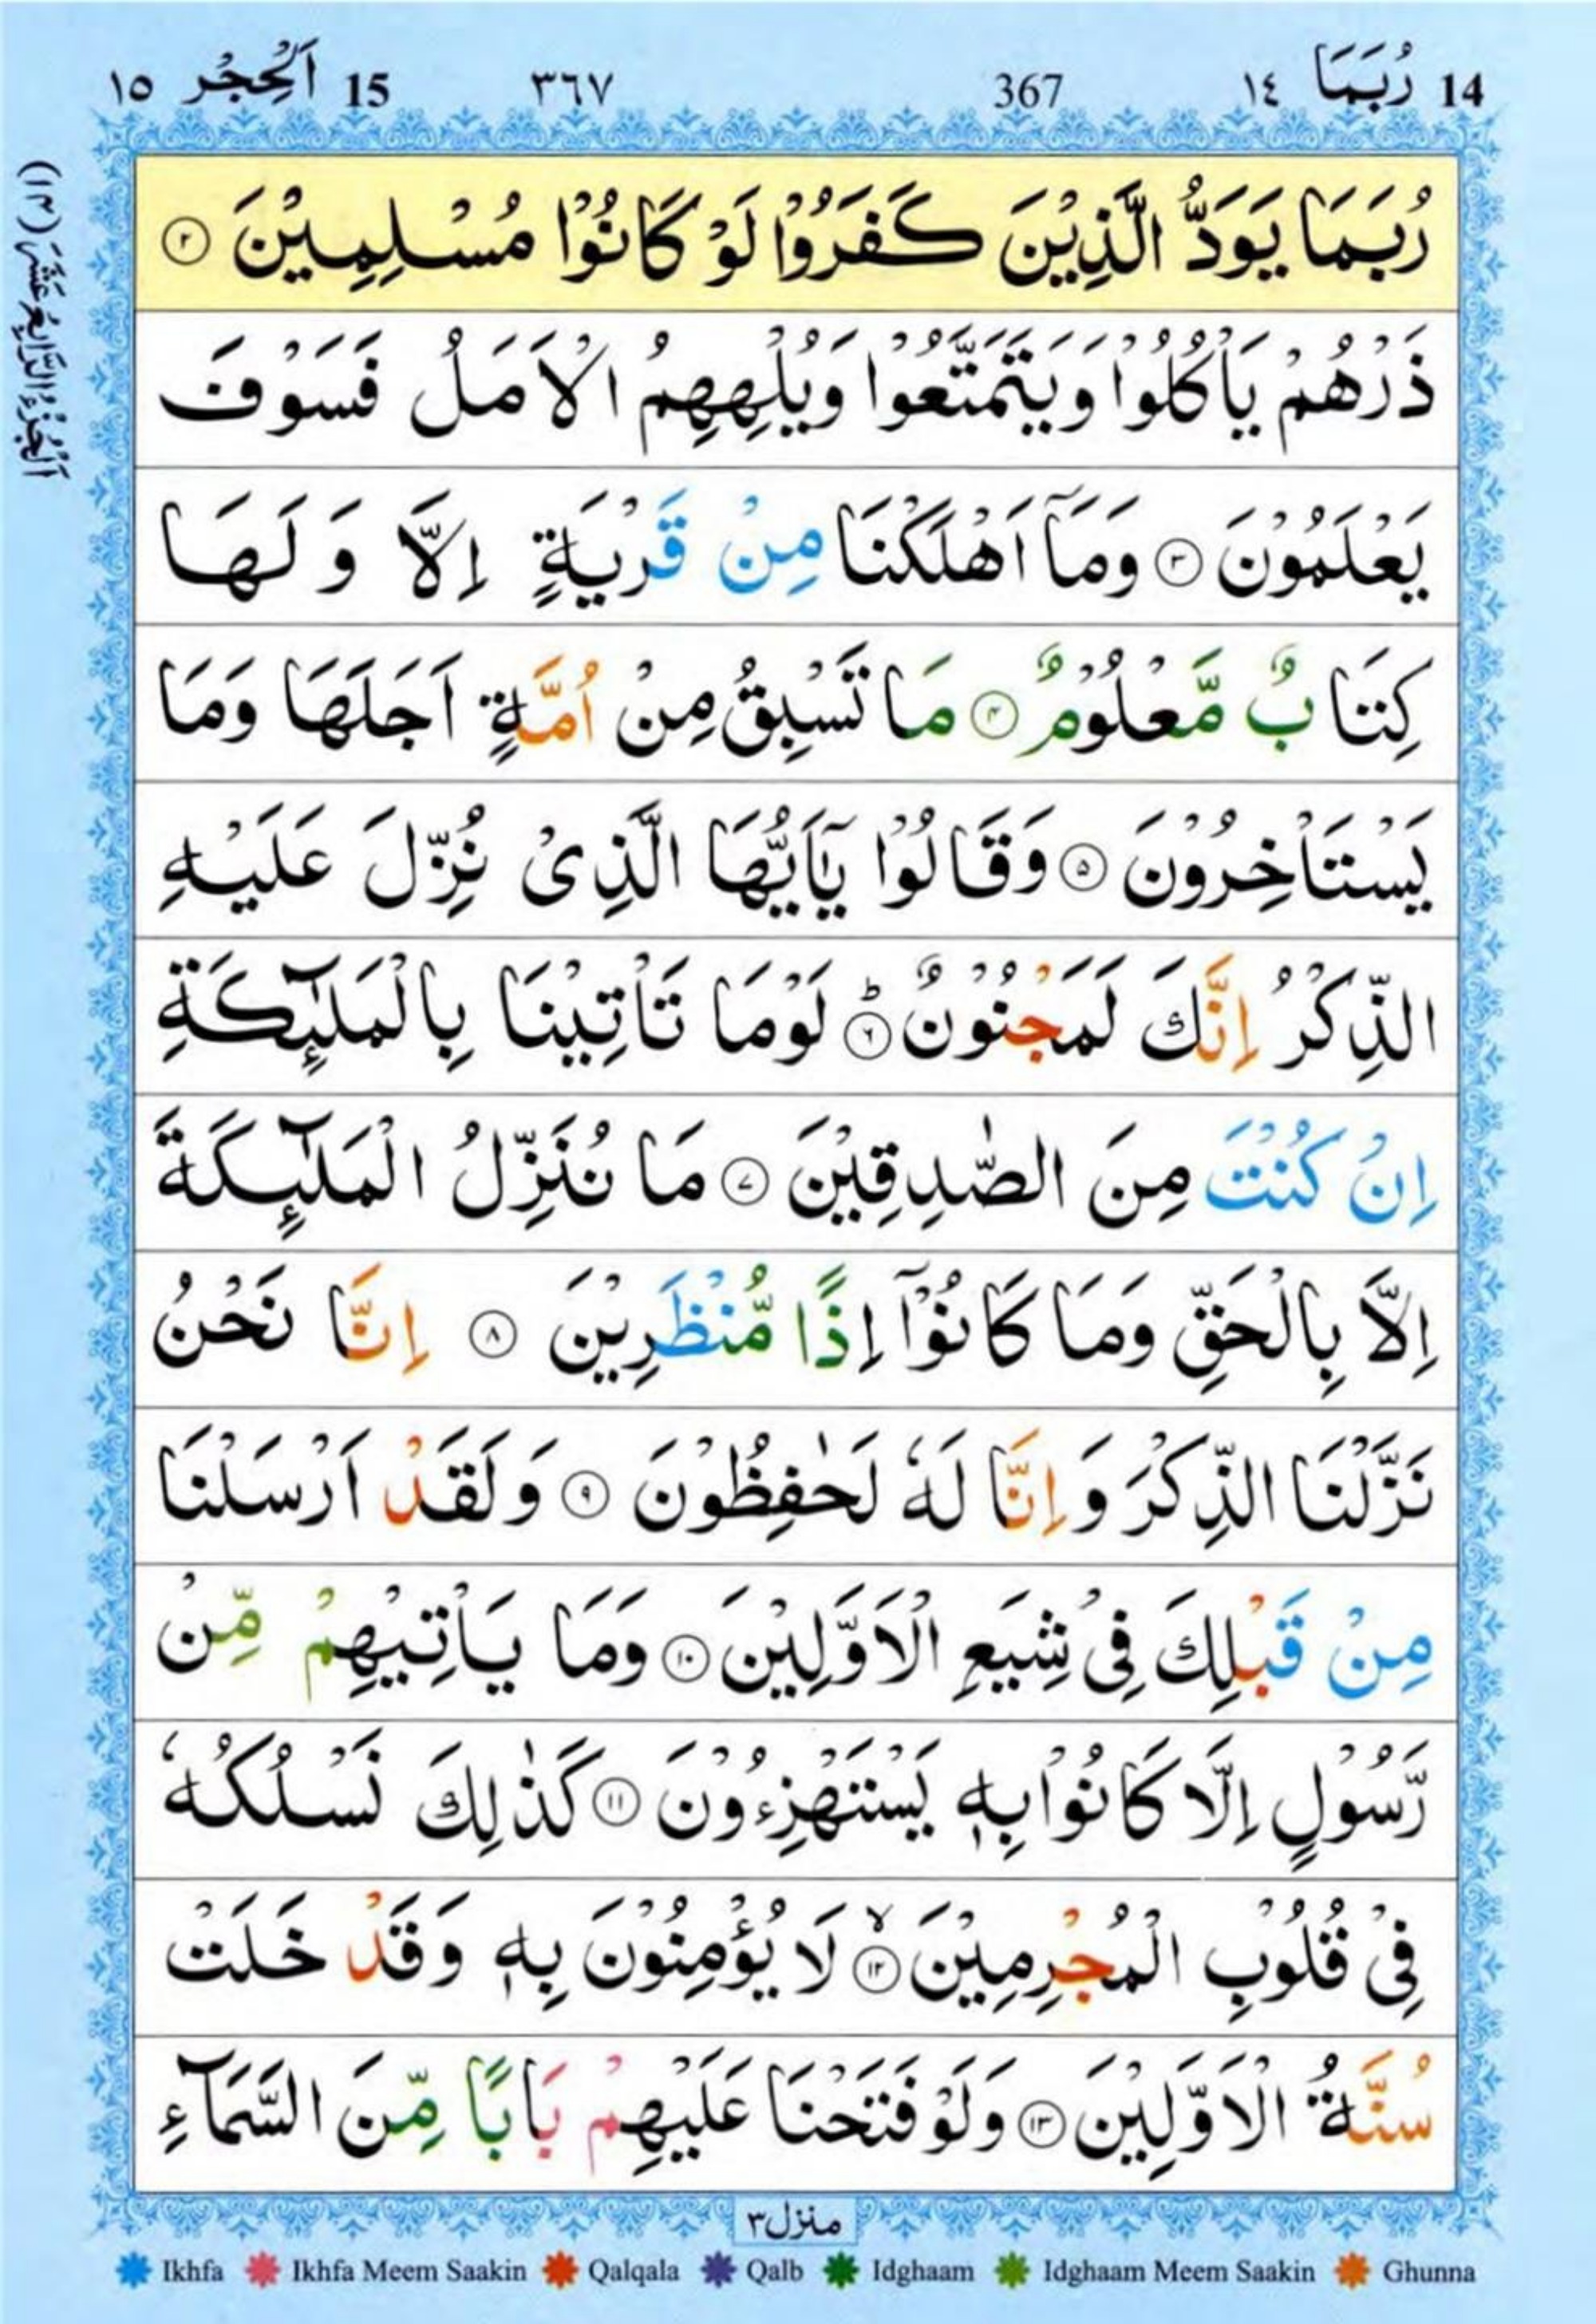 14 رُبَمَا ١٤ 367 ٣٦٧ 15 اَلْحِجْر ١٥
اَلْجُزْءُ الرَّابِعُ عَشَرَ (١٤)
رُبَمَا يَوَدُّ الَّذِيْنَ كَفَرُوْا لَوْ كَانُوْا مُسْلِمِيْنَ ۝٢
ذَرْهُمْ يَاْكُلُوْا وَيَتَمَتَّعُوْا وَيُلْهِهِمُ الْاَمَلُ فَسَوْفَ
يَعْلَمُوْنَ ۝٣ وَمَاۤ اَهْلَكْنَا مِنْ قَرْيَةٍ اِلَّا وَلَهَا
كِتَابٌ مَّعْلُوْمٌ ۝٤ مَا تَسْبِقُ مِنْ اُمَّةٍ اَجَلَهَا وَمَا
يَسْتَاْخِرُوْنَ ۝٥ وَقَالُوْا يٰۤاَيُّهَا الَّذِىْ نُزِّلَ عَلَيْهِ
الذِّكْرُ اِنَّكَ لَمَجْنُوْنٌ ؕ۝٦ لَوْمَا تَاْتِيْنَا بِالْمَلٰٓئِكَةِ
اِنْ كُنْتَ مِنَ الصّٰدِقِيْنَ ۝٧ مَا نُنَزِّلُ الْمَلٰٓئِكَةَ
اِلَّا بِالْحَقِّ وَمَا كَانُوْۤا اِذًا مُّنْظَرِيْنَ ۝٨ اِنَّا نَحْنُ
نَزَّلْنَا الذِّكْرَ وَاِنَّا لَهٗ لَحٰفِظُوْنَ ۝٩ وَلَقَدْ اَرْسَلْنَا
مِنْ قَبْلِكَ فِىْ شِيَعِ الْاَوَّلِيْنَ ۝١٠ وَمَا يَاْتِيْهِمْ مِّنْ
رَّسُوْلٍ اِلَّا كَانُوْا بِهٖ يَسْتَهْزِءُوْنَ ۝١١ كَذٰلِكَ نَسْلُكُهٗ
فِىْ قُلُوْبِ الْمُجْرِمِيْنَ ۙ۝١٢ لَا يُؤْمِنُوْنَ بِهٖ وَقَدْ خَلَتْ
سُنَّةُ الْاَوَّلِيْنَ ۝١٣ وَلَوْ فَتَحْنَا عَلَيْهِمْ بَابًا مِّنَ السَّمَآءِ
منزل٣
Ikhfa Ikhfa Meem Saakin Qalqala Qalb Idghaam Idghaam Meem Saakin Ghunna